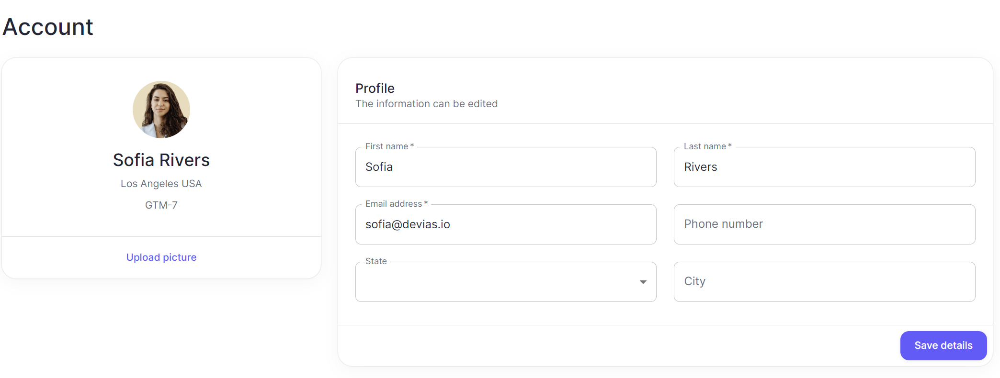 Account
Sofia Rivers
Los Angeles USA
GTM-7
Upload picture
Profile
The information can be edited
First name *
Sofia
Last name *
Rivers
Email address *
sofia@devias.io
Phone number
State
City
Save details